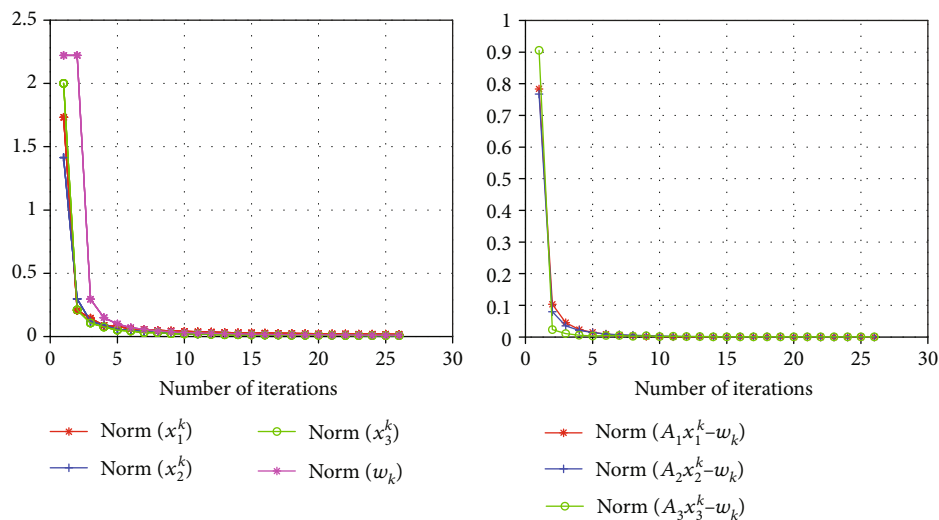 2.5
2
1.5
1
0.5
0
0 5 10 15 20 25 30
Number of iterctions
Norm (x₁ᵏ)
Norm (x₂ᵏ)
Norm (x₃ᵏ)
Norm (wₖ)
1
0.9
0.8
0.7
0.6
0.5
0.4
0.3
0.2
0.1
0
0 5 10 15 20 25 30
Number of iterctions
Norm (A₁x₁ᵏ–wₖ)
Norm (A₂x₂ᵏ–wₖ)
Norm (A₃x₃ᵏ–wₖ)